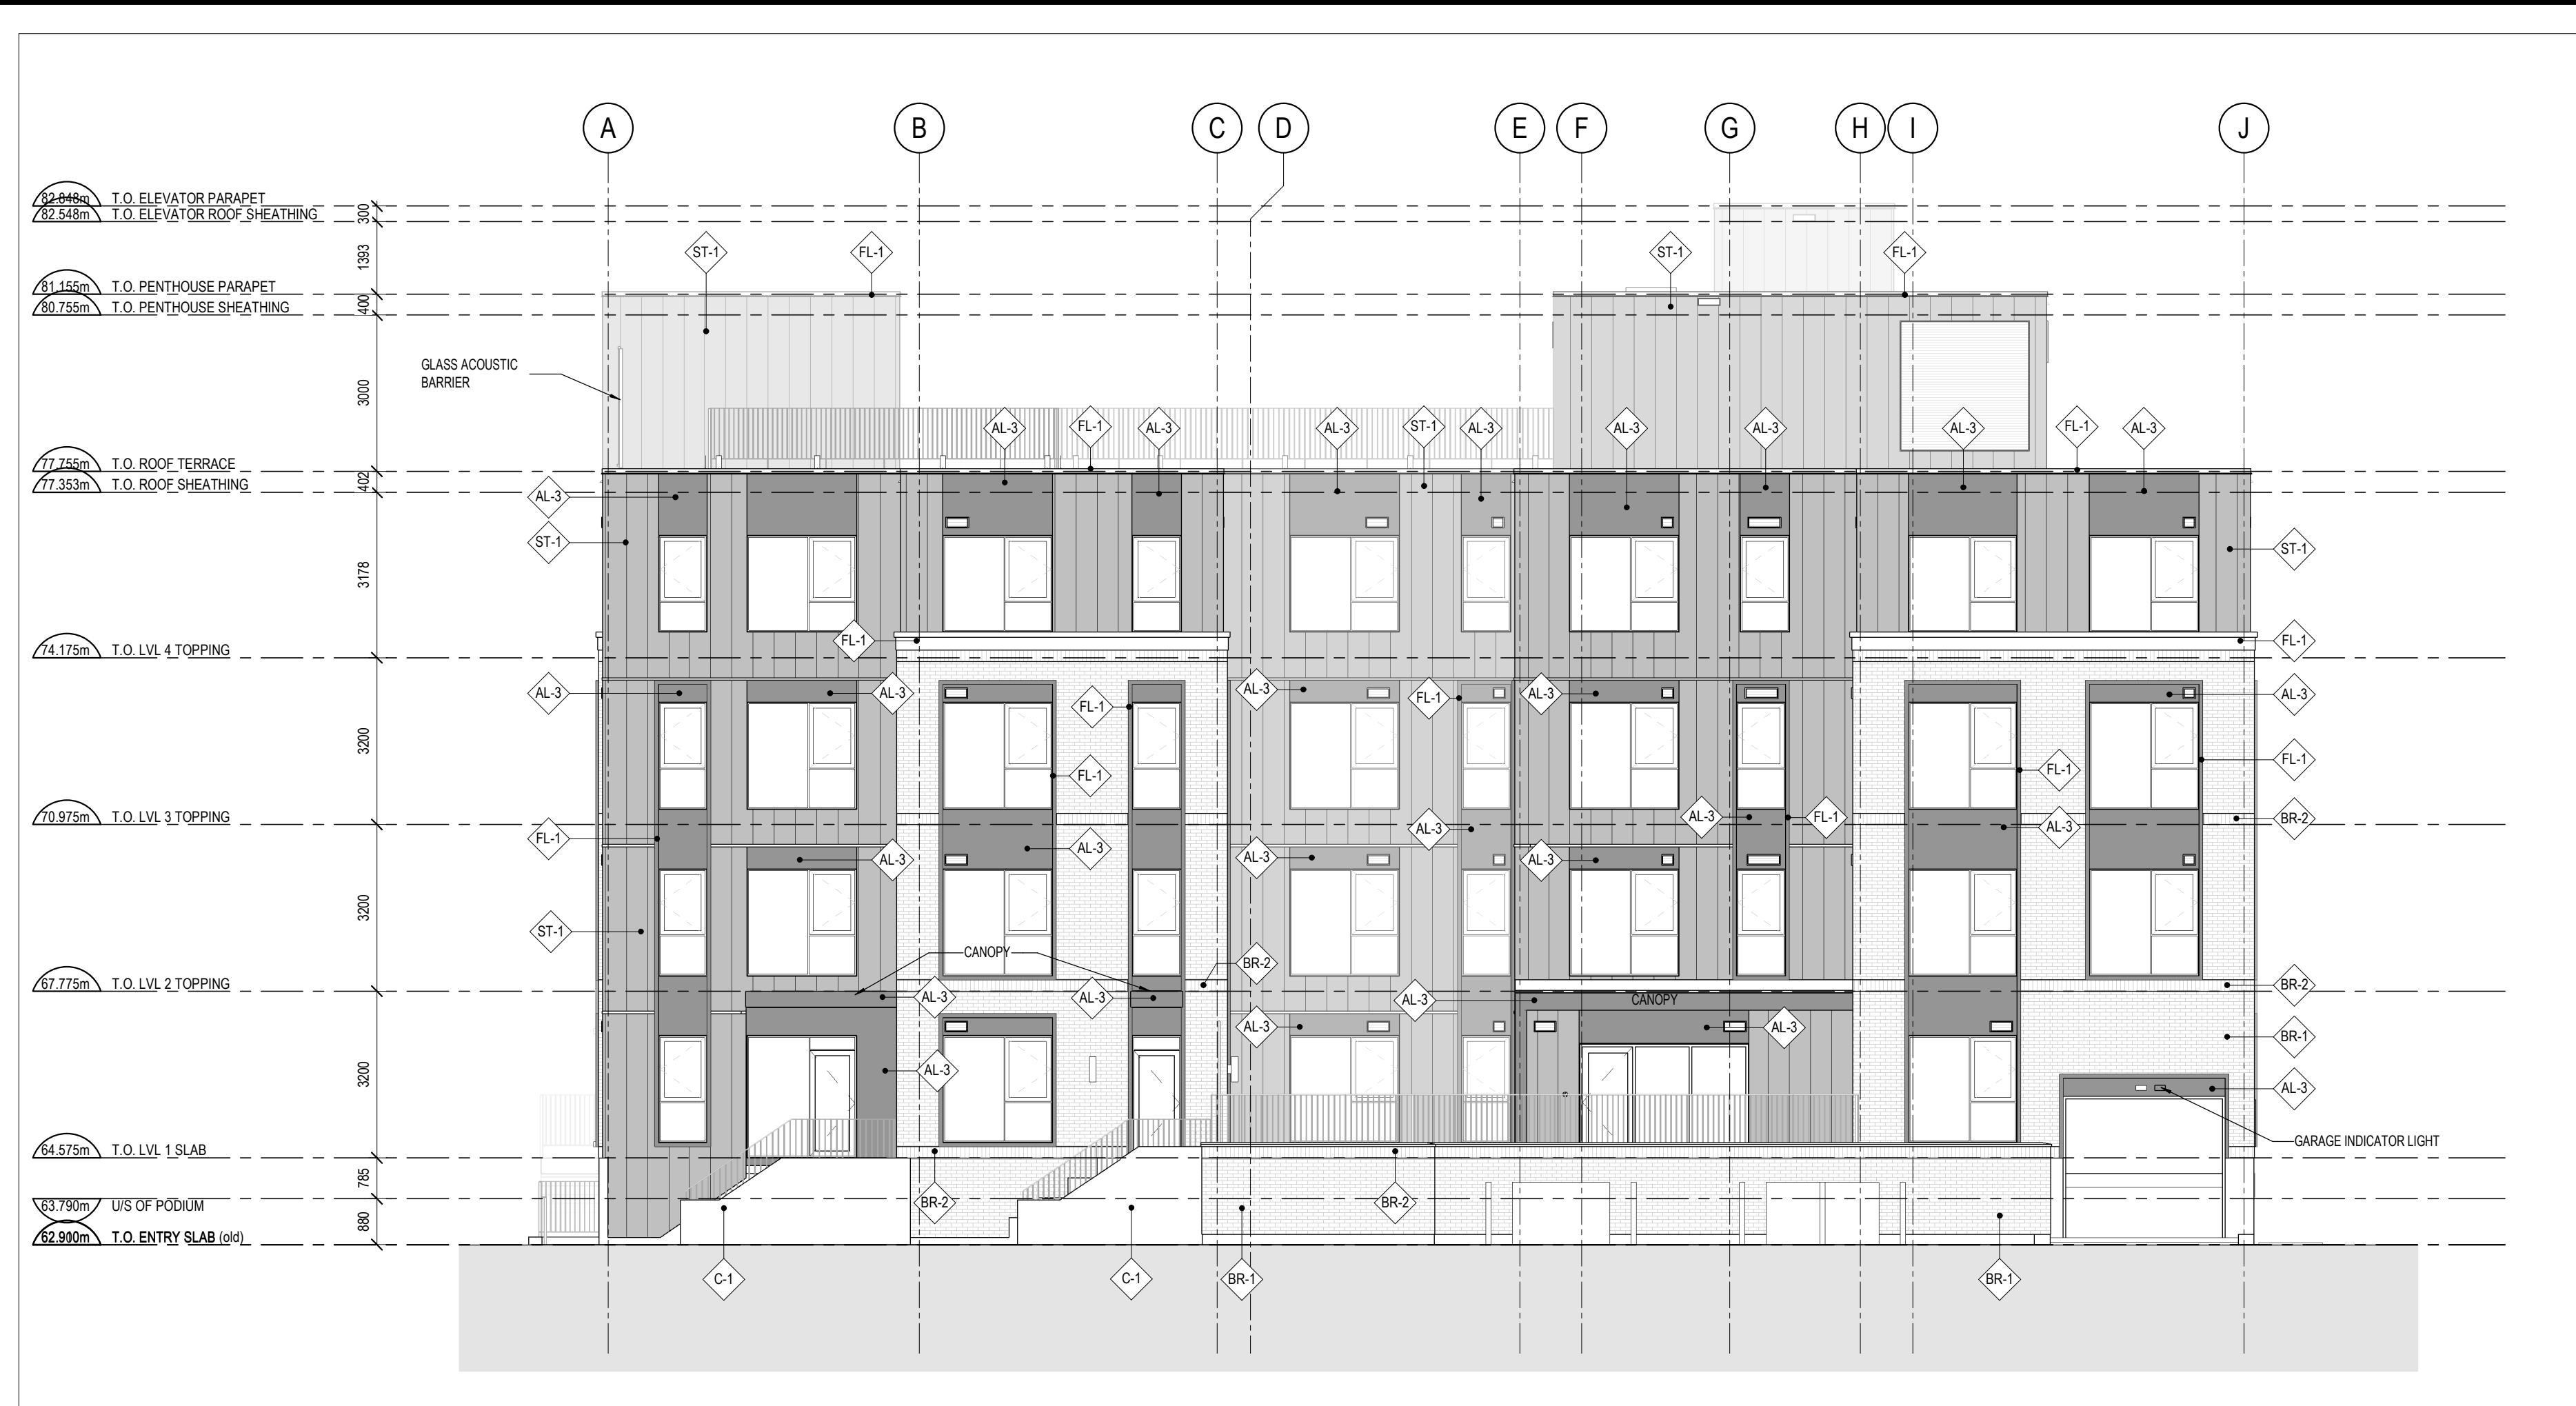 A B C D E F G H I J
82.848m T.O. ELEVATOR PARAPET
82.548m T.O. ELEVATOR ROOF SHEATHING
300
1393
ST-1 FL-1 ST-1 FL-1
81.155m T.O. PENTHOUSE PARAPET
80.755m T.O. PENTHOUSE SHEATHING
400
GLASS ACOUSTIC
BARRIER
3000
AL-3 FL-1 AL-3 AL-3 ST-1 AL-3 AL-3 AL-3 AL-3 FL-1 AL-3
77.755m T.O. ROOF TERRACE
77.353m T.O. ROOF SHEATHING
402
AL-3
ST-1 ST-1
3178
FL-1 FL-1
74.175m T.O. LVL 4 TOPPING
AL-3 AL-3 AL-3 FL-1 AL-3 AL-3
FL-1
3200
FL-1 FL-1 FL-1
70.975m T.O. LVL 3 TOPPING
AL-3 FL-1 BR-2
FL-1 AL-3 AL-3
AL-3 AL-3
AL-3 AL-3 AL-3
3200
ST-1
CANOPY
BR-2
67.775m T.O. LVL 2 TOPPING
BR-2
AL-3 AL-3 AL-3 CANOPY
AL-3 AL-3
BR-1
3200
AL-3
AL-3
GARAGE INDICATOR LIGHT
64.575m T.O. LVL 1 SLAB
785
63.790m U/S OF PODIUM
BR-2 BR-2
880
62.900m T.O. ENTRY SLAB (old)
C-1 C-1 BR-1 BR-1